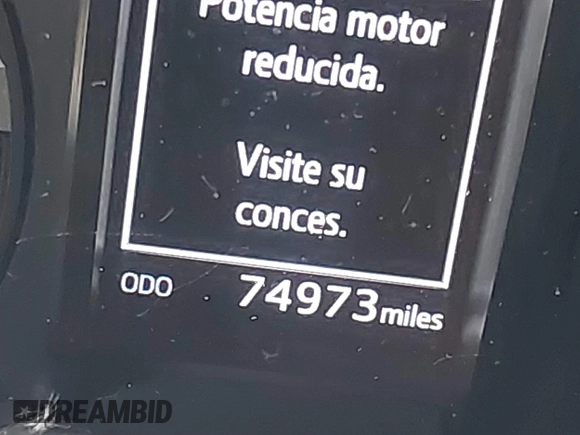 Potencia motor
reducida.
Visite su
conces.
ODO 74973 miles
DREAMBID